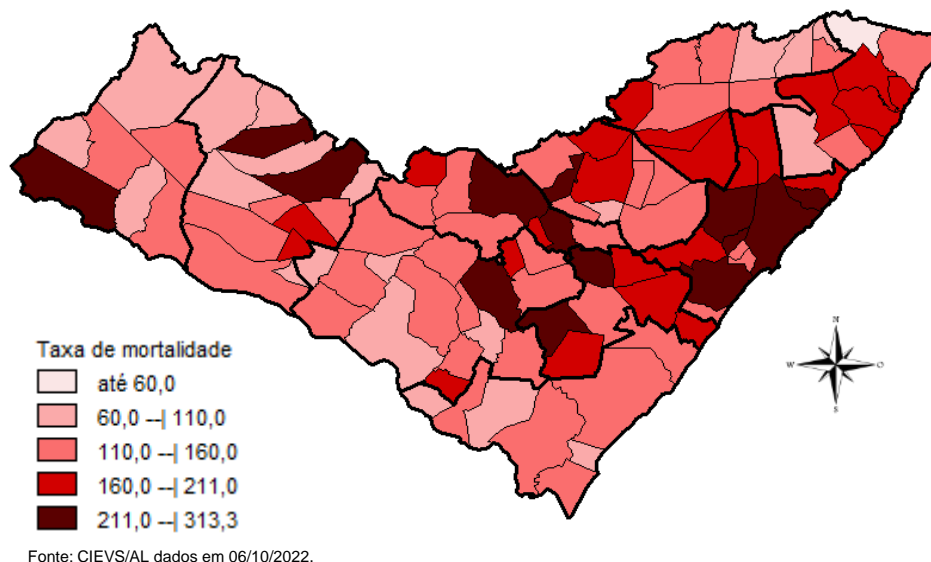 N
W
O
S
Taxa de mortalidade
até 60,0
60,0 --| 110,0
110,0 --| 160,0
160,0 --| 211,0
211,0 --| 313,3
Fonte: CIEVS/AL dados em 06/10/2022.